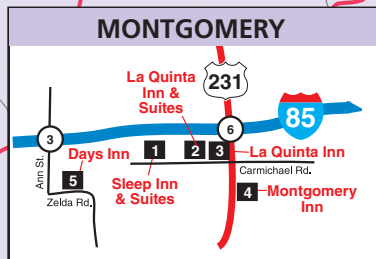 MONTGOMERY
La Quinta
Inn &
Suites
231
85
3
6
Ann St.
Days Inn
5
Zelda Rd.
1
2
3
La Quinta Inn
Sleep Inn
& Suites
Carmichael Rd.
4
Montgomery
Inn